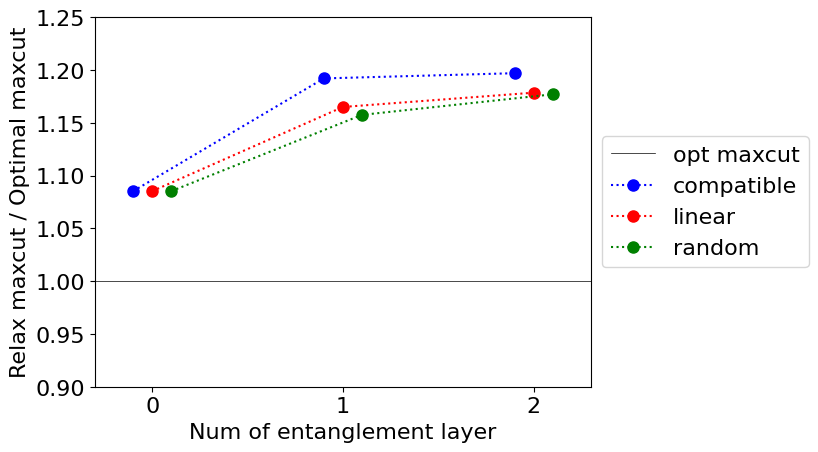 Relax maxcut / Optimal maxcut
1.25
1.20
1.15
1.10
1.05
1.00
0.95
0.90
0
1
2
Num of entanglement layer
opt maxcut
compatible
linear
random